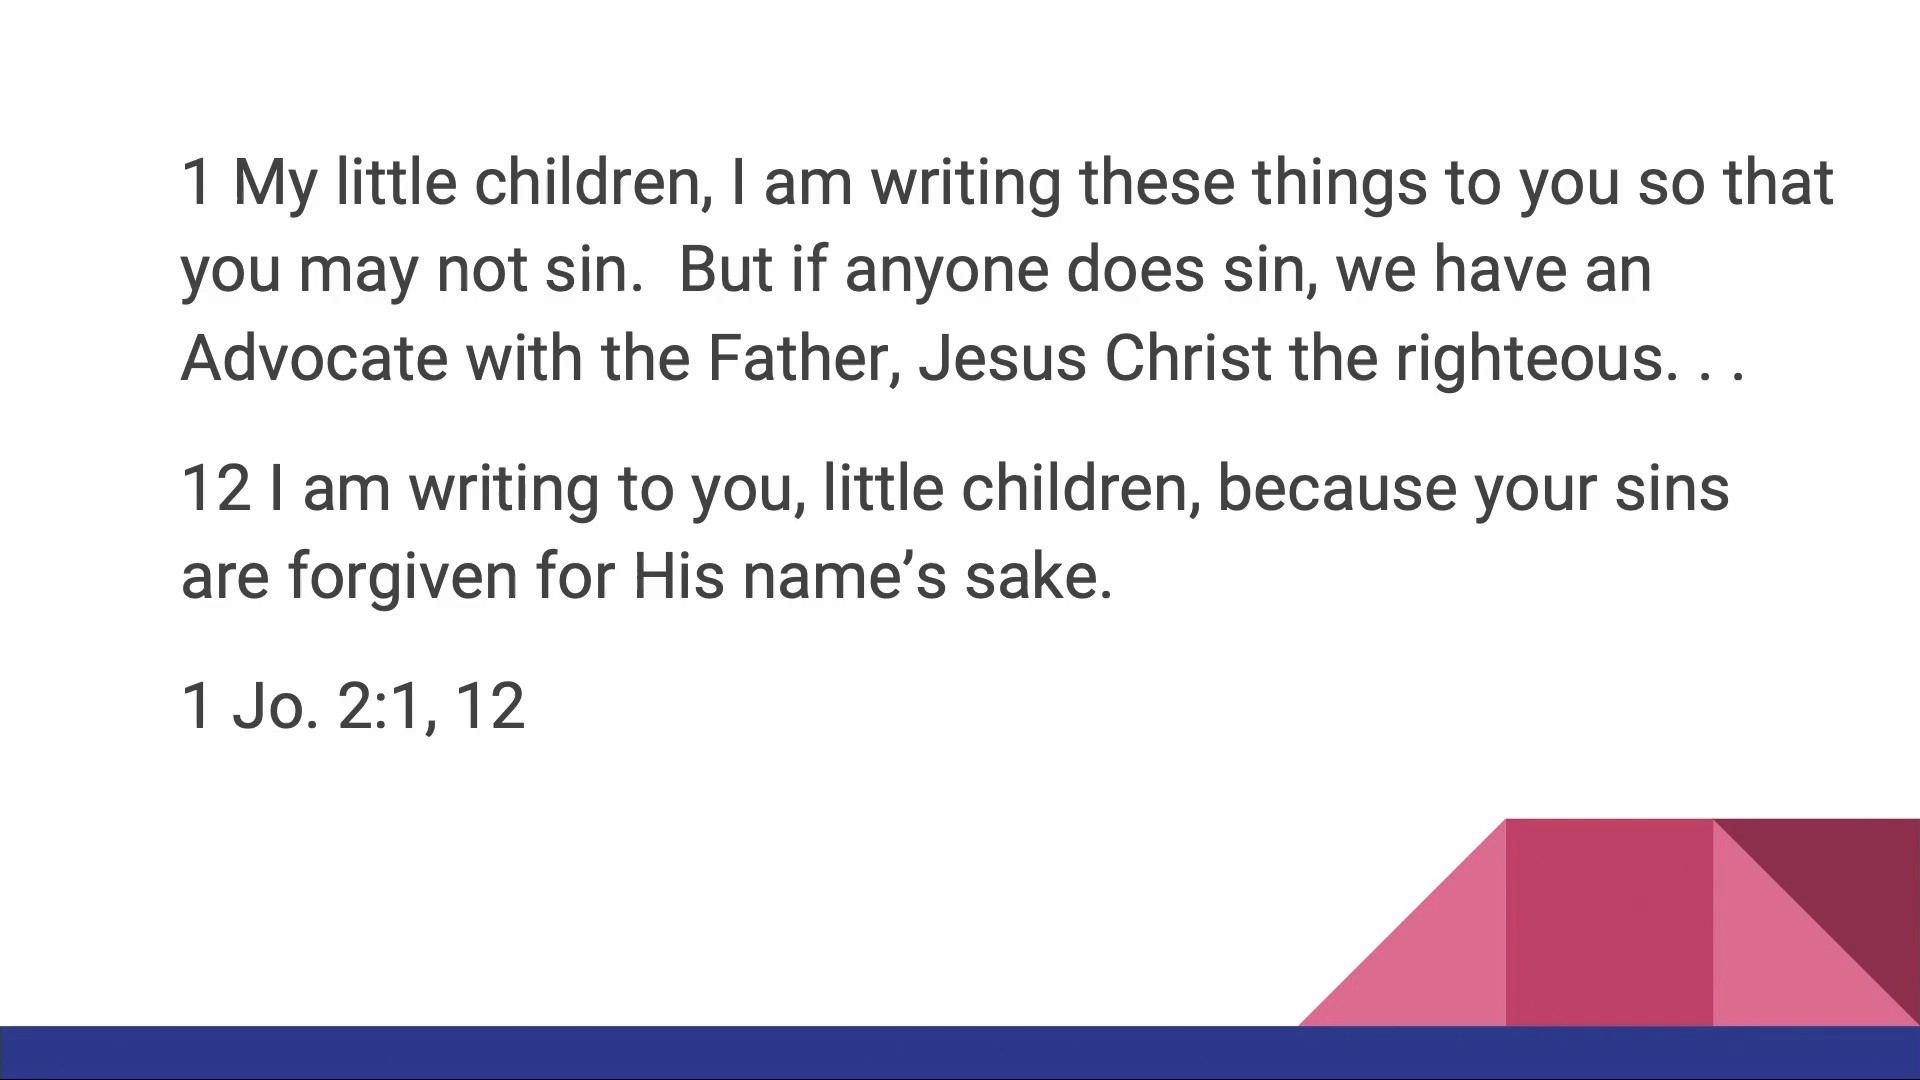 1 My little children, I am writing these things to you so that
you may not sin.  But if anyone does sin, we have an
Advocate with the Father, Jesus Christ the righteous. . .
12 I am writing to you, little children, because your sins
are forgiven for His name’s sake.
1 Jo. 2:1, 12